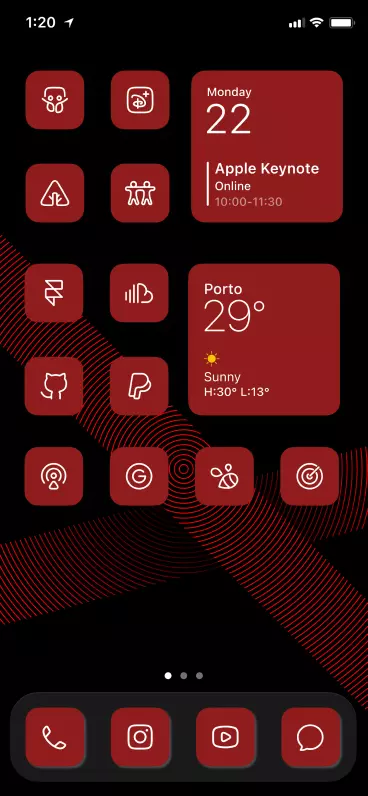 1:20
Monday
22
Apple Keynote
Online
10:00-11:30
Porto
29°
Sunny
H:30° L:13°